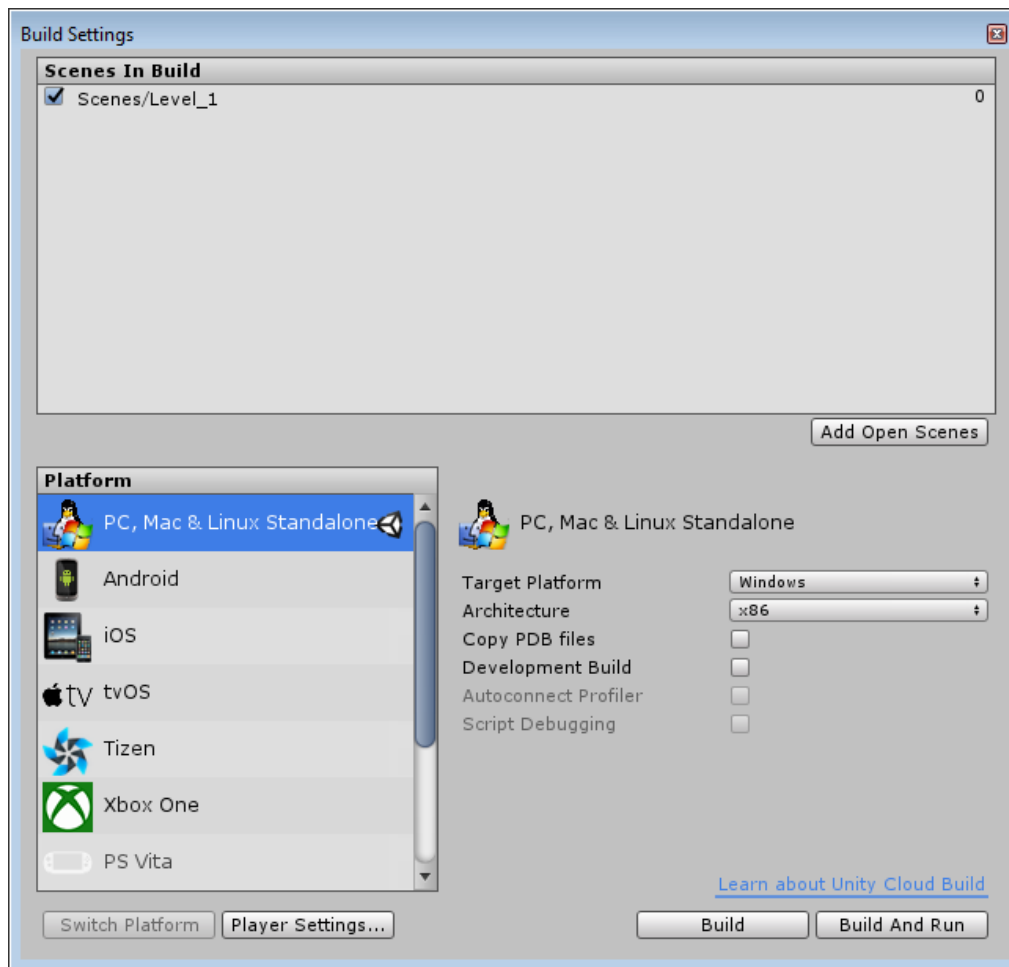 Build Settings
Scenes In Build
Scenes/Level_1 0
Add Open Scenes
Platform
PC, Mac & Linux Standalone
Android
iOS
tv tvOS
Tizen
Xbox One
PS Vita
PC, Mac & Linux Standalone
Target Platform Windows
Architecture x86
Copy PDB files
Development Build
Autoconnect Profiler
Script Debugging
Learn about Unity Cloud Build
Switch Platform Player Settings... Build Build And Run